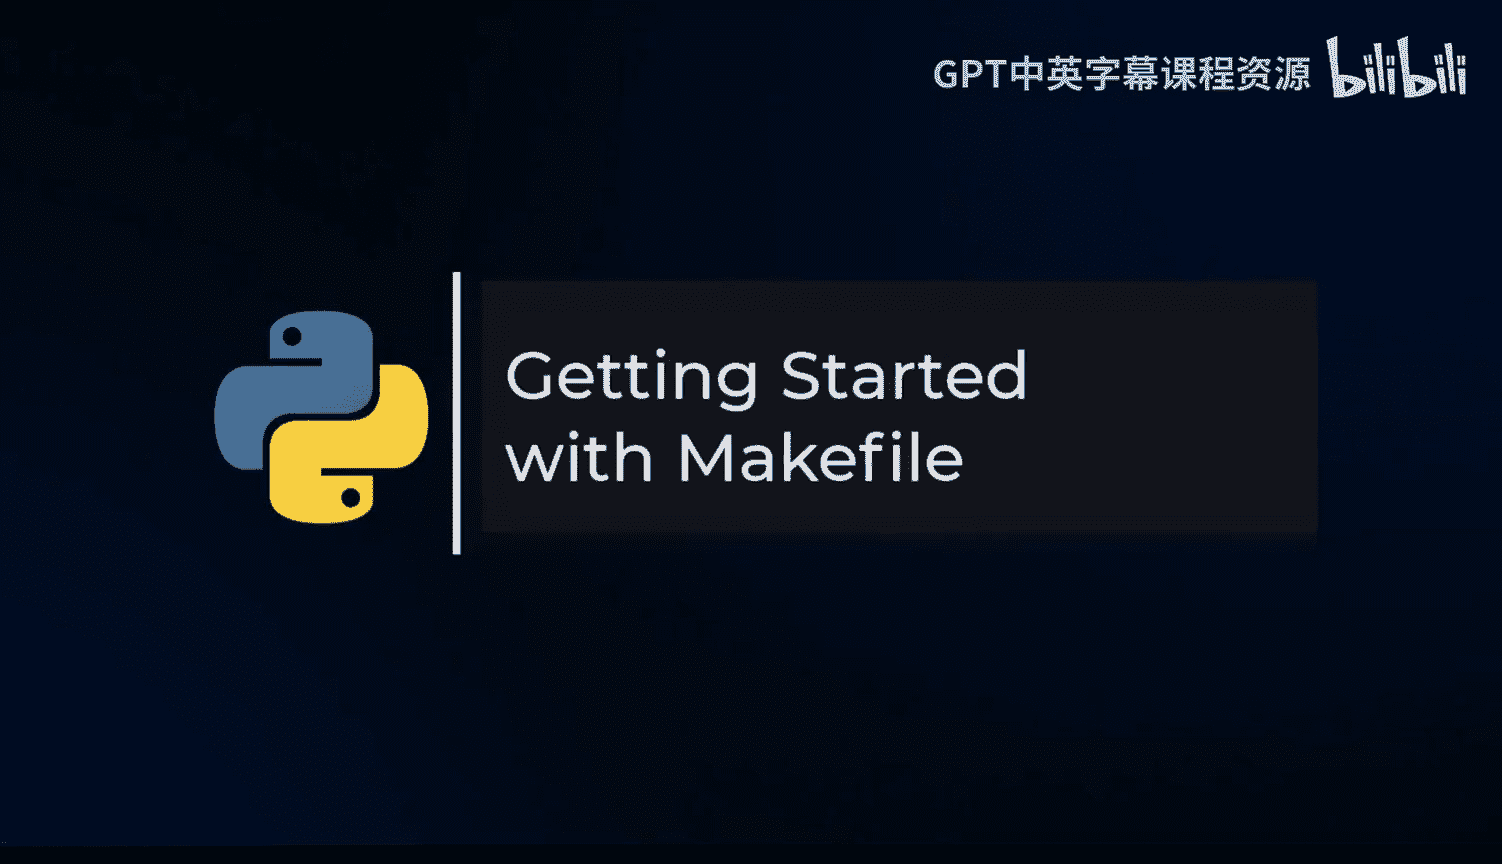 GPT中英字幕课程资源 bilibili
Getting Started
with Makefile